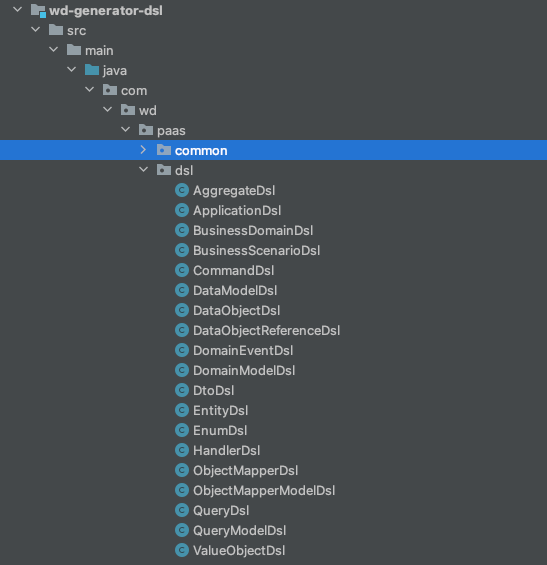 wd-generator-dsl
src
main
java
com
wd
paas
common
dsl
C AggregateDsl
C ApplicationDsl
C BusinessDomainDsl
C BusinessScenarioDsl
C CommandDsl
C DataModelDsl
C DataObjectDsl
C DataObjectReferenceDsl
C DomainEventDsl
C DomainModelDsl
C DtoDsl
C EntityDsl
C EnumDsl
C HandlerDsl
C ObjectMapperDsl
C ObjectMapperModelDsl
C QueryDsl
C QueryModelDsl
C ValueObjectDsl